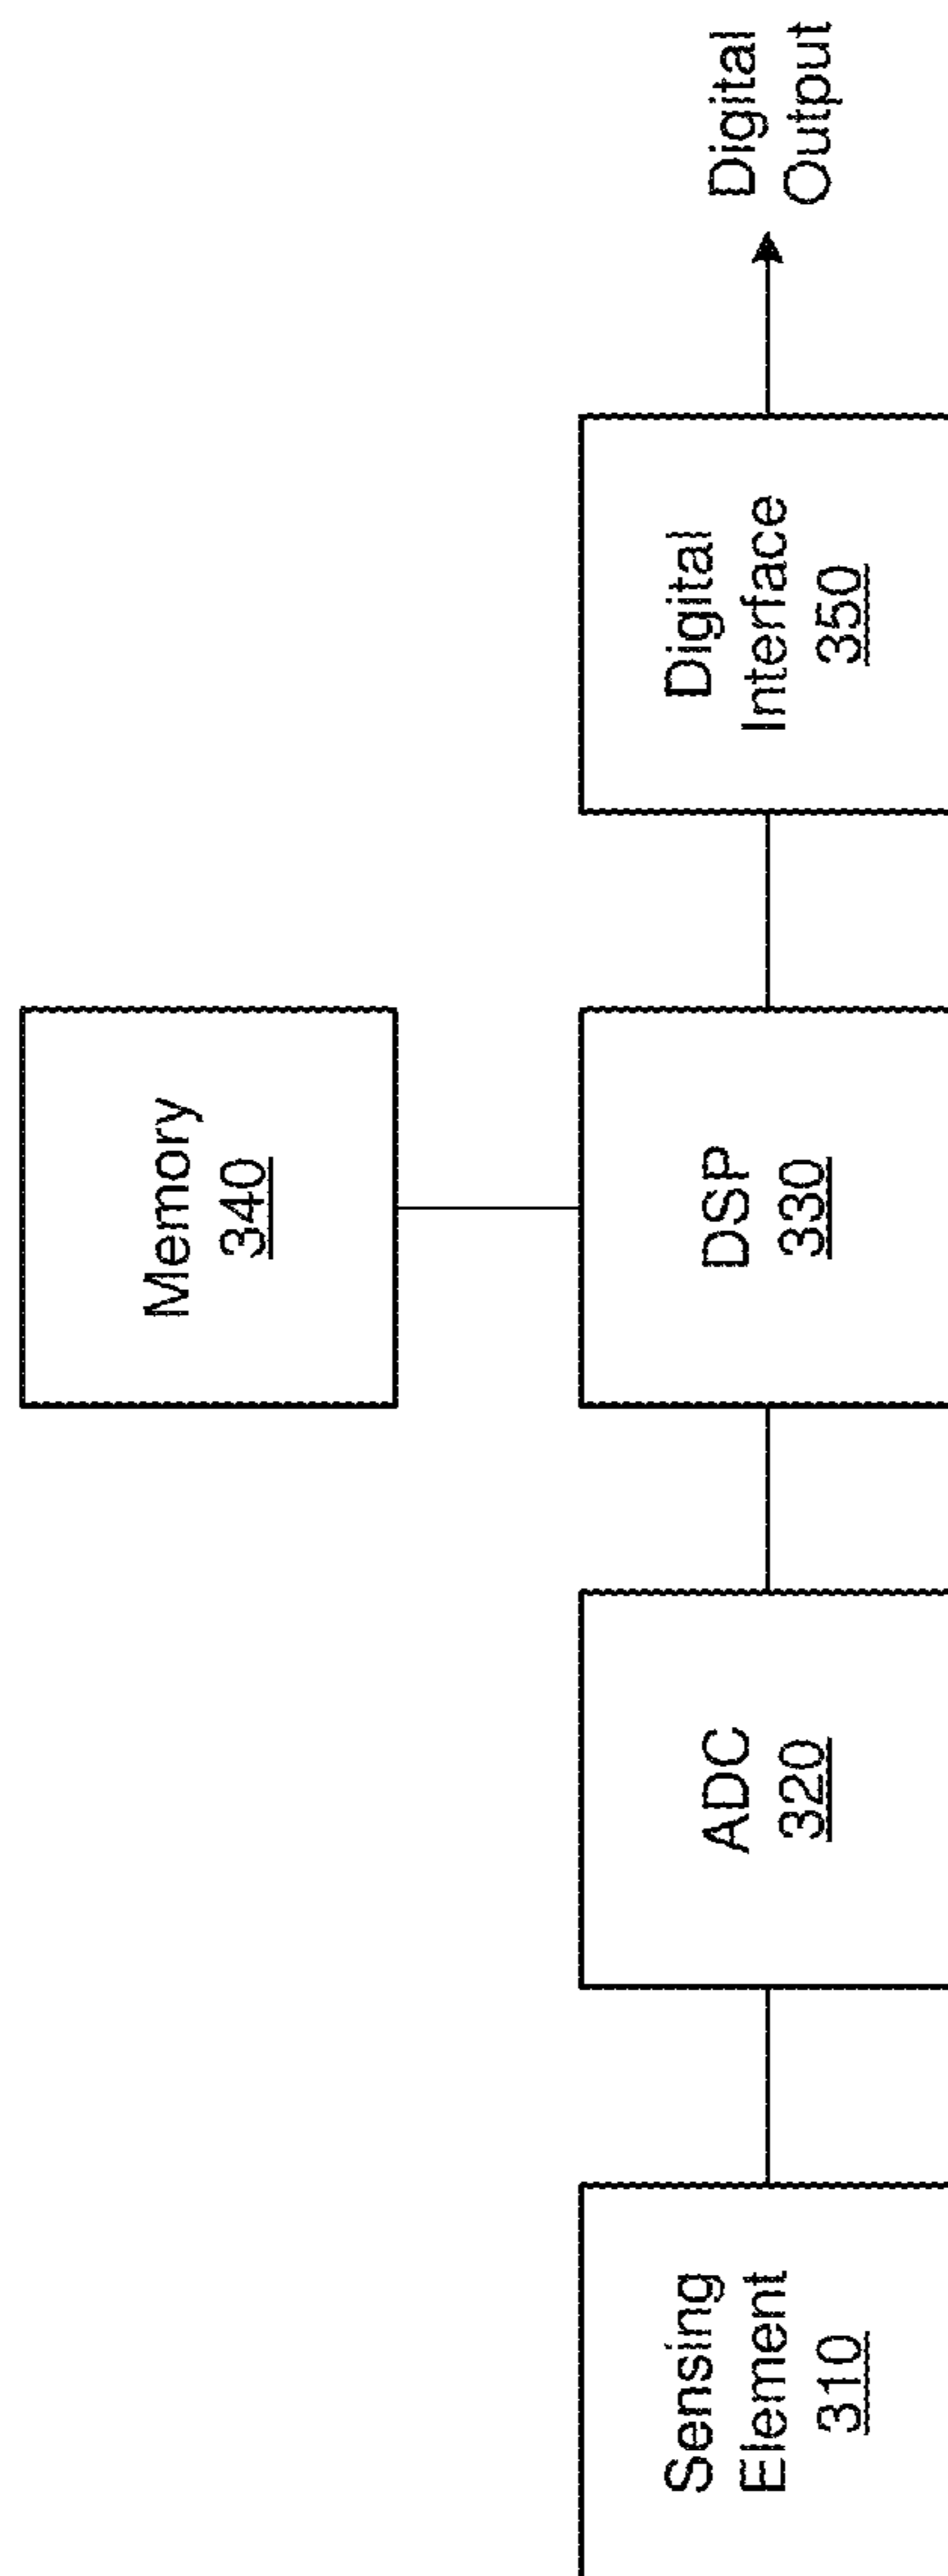 Memory
340
Sensing
Element
310
ADC
320
DSP
330
Digital
Interface
350
Digital
Output